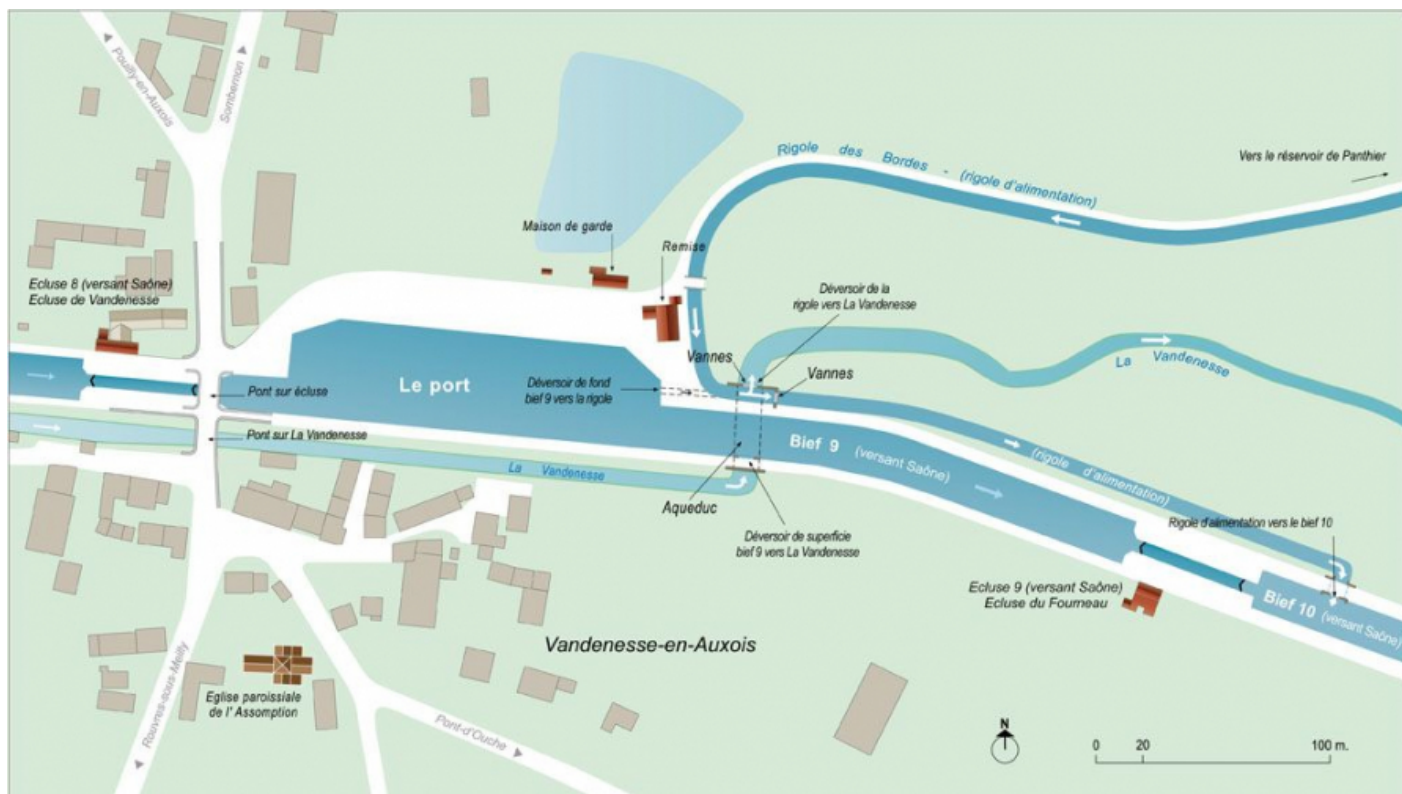 Pouilly-en-Auxois
Sombernon
Rigole des Bordes - (rigole d'alimentation)
Vers le réservoir de Panthier
Maison de garde
Remise
Ecluse 8 (versant Saône)
Ecluse de Vandenesse
Déversoir de la
rigole vers La Vandenesse
Vannes
Vannes
La Vandenesse
Le port
Pont sur écluse
Déversoir de fond
bief 9 vers la rigole
Pont sur La Vandenesse
Bief 9 (versant Saône)
(rigole d'alimentation)
La Vandenesse
Aqueduc
Déversoir de superficie
bief 9 vers La Vandenesse
Rigole d'alimentation vers le bief 10
Ecluse 9 (versant Saône)
Ecluse du Fourneau
Bief 10 (versant Saône)
Vandenesse-en-Auxois
Rouvres-sous-Meilly
Eglise paroissiale
de l' Assomption
Pont-d'Ouche
N
0 20 100 m.